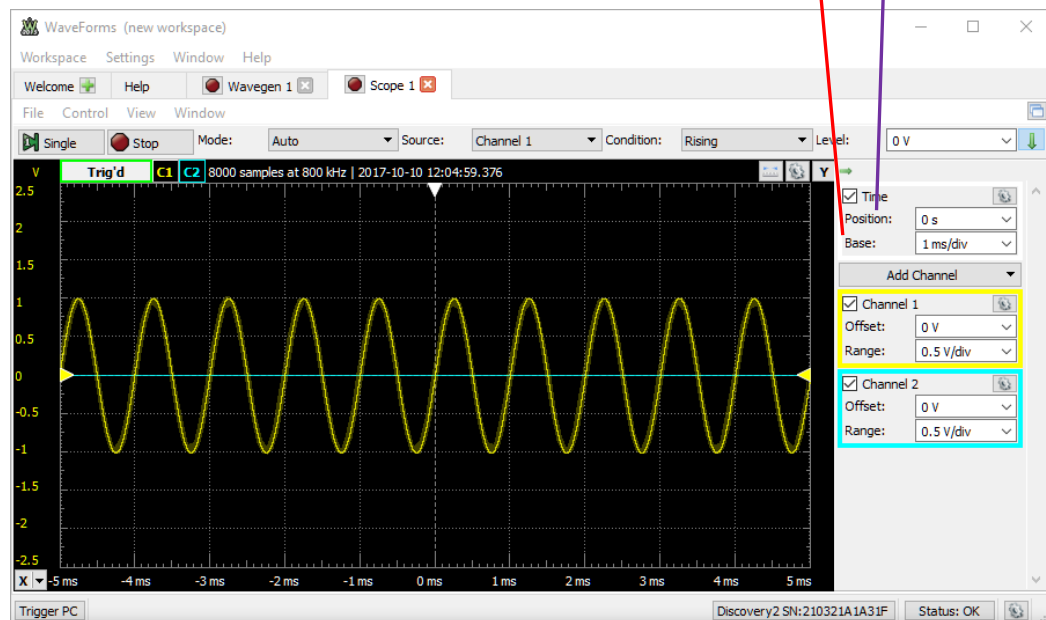 WaveForms (new workspace)
Workspace Settings Window Help
Welcome Help Wavegen 1 Scope 1
File Control View Window
Single Stop Mode: Auto Source: Channel 1 Condition: Rising Level: 0 V
V Trig'd C1 C2 8000 samples at 800 kHz | 2017-10-10 12:04:59.376 Y
2.5
2
1.5
1
0.5
0
-0.5
-1
-1.5
-2
-2.5
X -5 ms -4 ms -3 ms -2 ms -1 ms 0 ms 1 ms 2 ms 3 ms 4 ms 5 ms
Time
Position: 0 s
Base: 1 ms/div
Add Channel
Channel 1
Offset: 0 V
Range: 0.5 V/div
Channel 2
Offset: 0 V
Range: 0.5 V/div
Trigger PC Discovery2 SN:210321A1A31F Status: OK